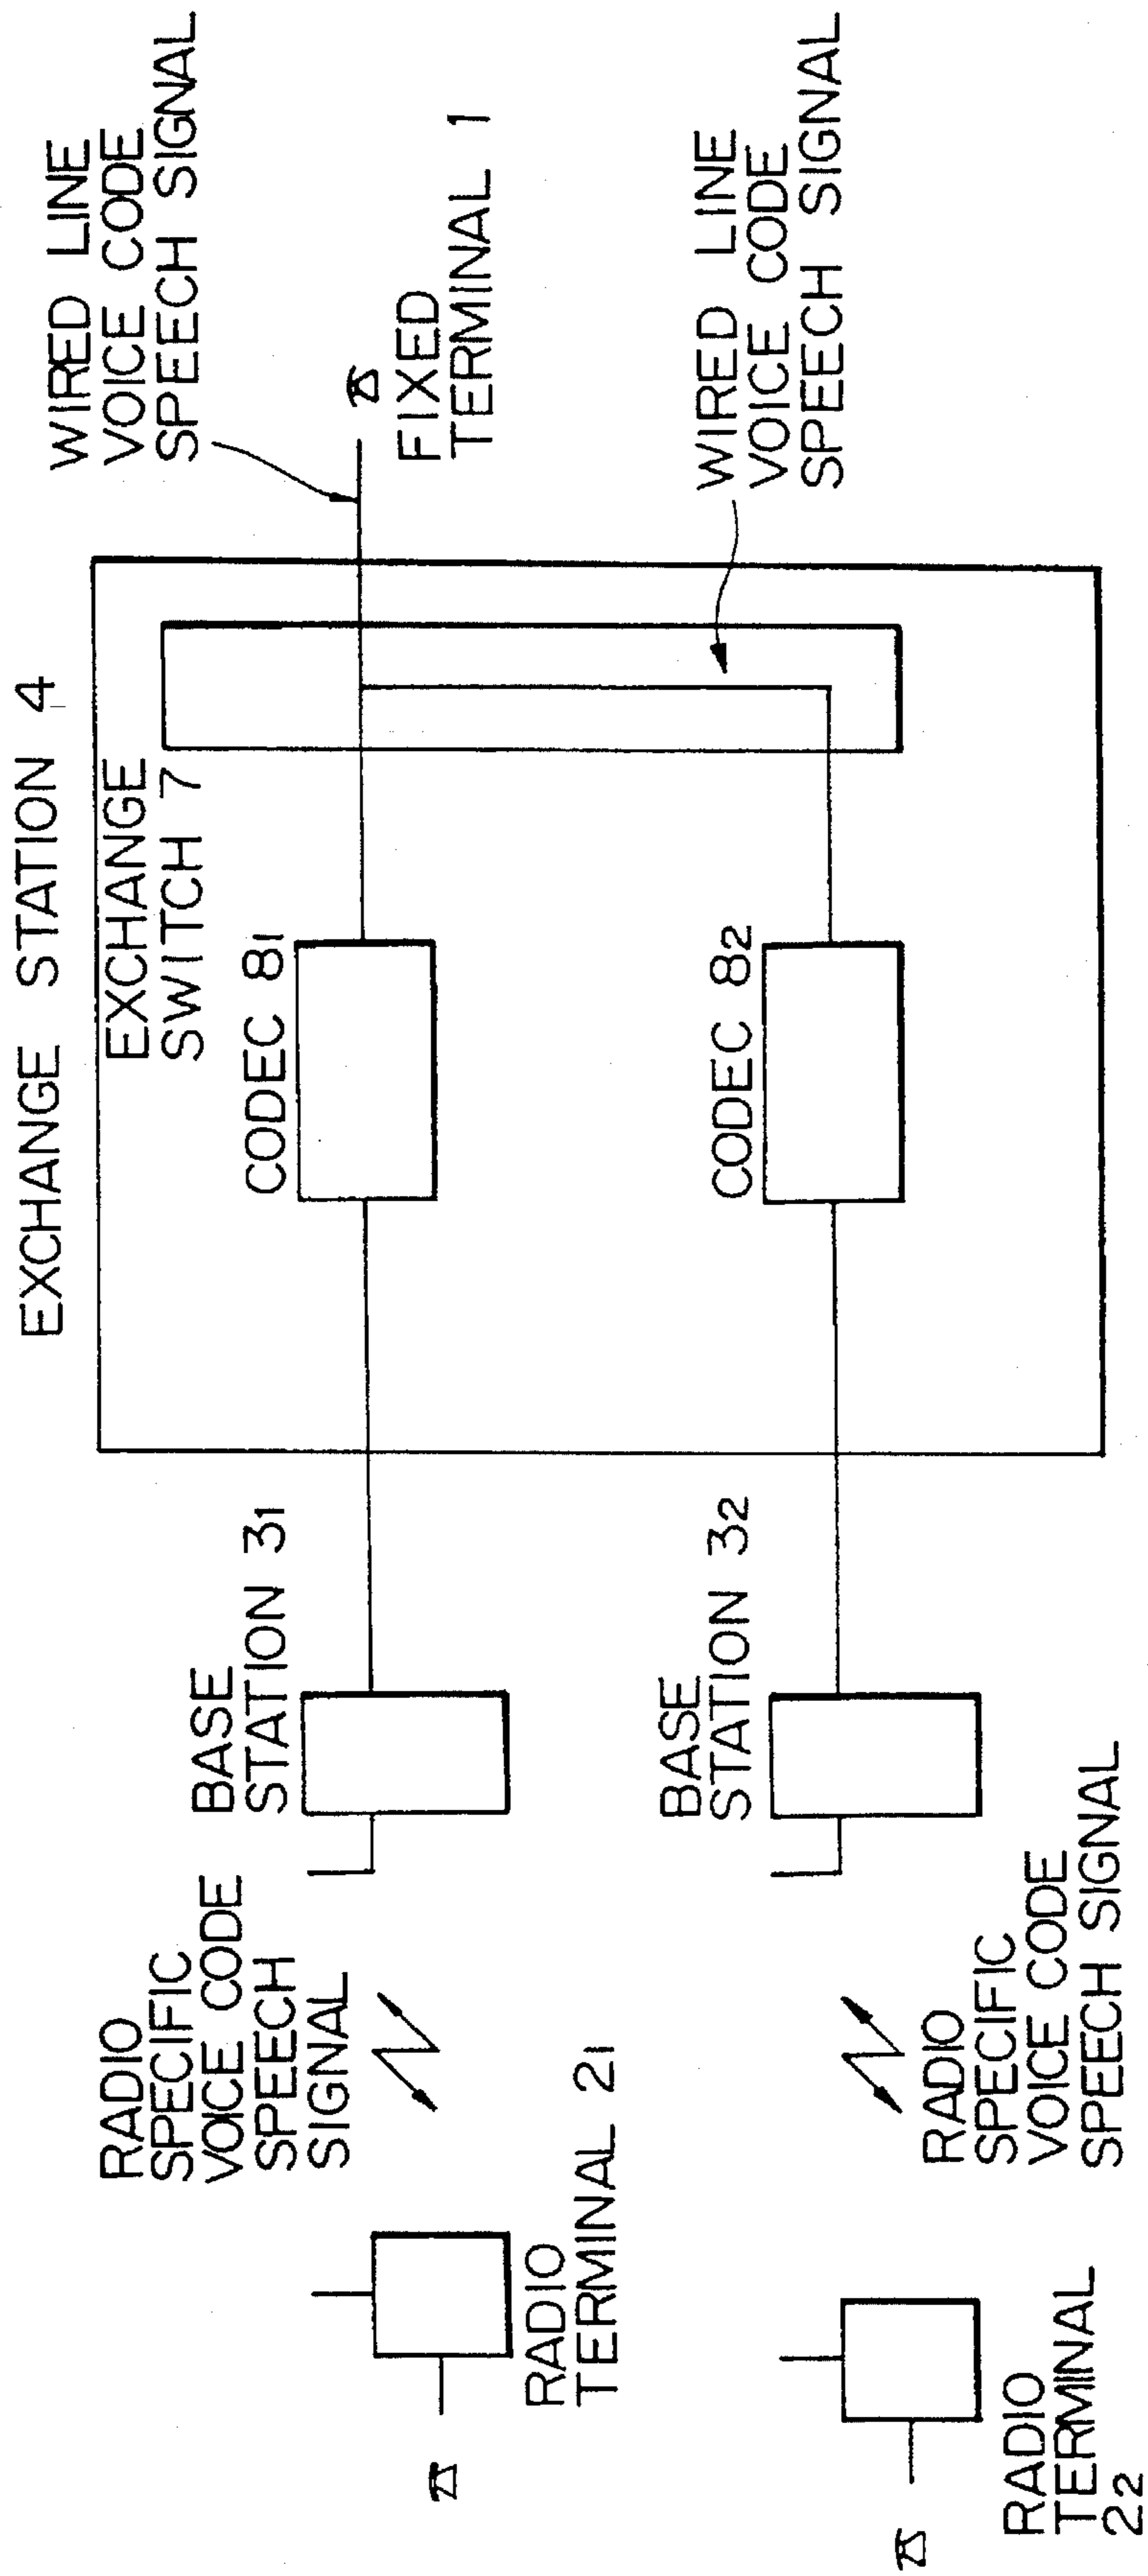 EXCHANGE STATION 4
EXCHANGE
SWITCH 7
WIRED LINE
VOICE CODE
SPEECH SIGNAL
FIXED
TERMINAL 1
CODEC 81
BASE
STATION 31
RADIO
SPECIFIC
VOICE CODE
SPEECH
SIGNAL
RADIO
TERMINAL 21
WIRED LINE
VOICE CODE
SPEECH SIGNAL
CODEC 82
BASE
STATION 32
RADIO
SPECIFIC
VOICE CODE
SPEECH SIGNAL
RADIO
TERMINAL
22